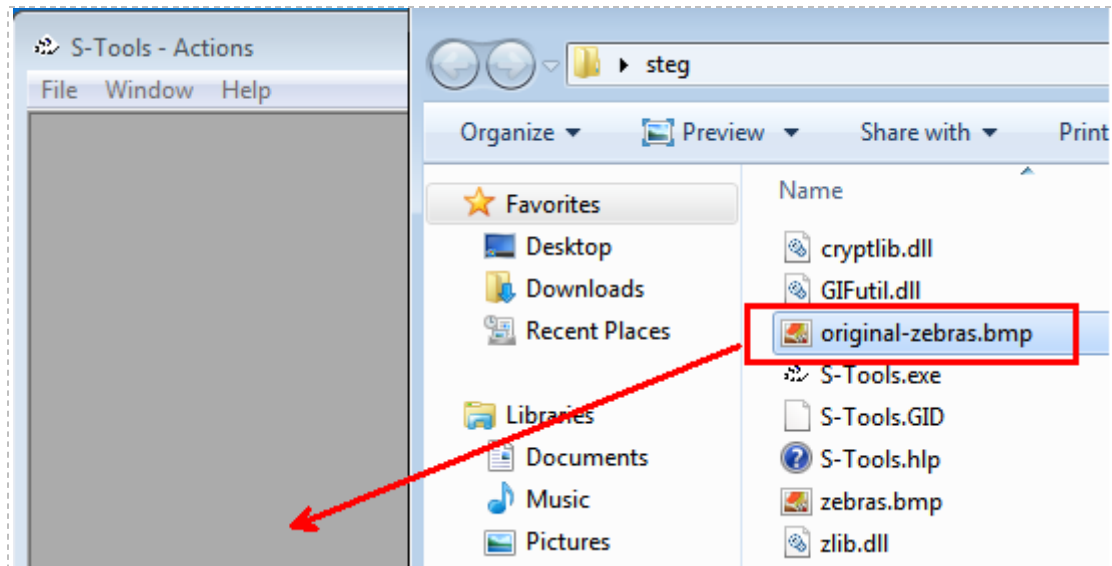 S-Tools - Actions
File Window Help
steg
Organize Preview Share with Print
Favorites
Desktop
Downloads
Recent Places
Libraries
Documents
Music
Pictures
Name
cryptlib.dll
GIFutil.dll
original-zebras.bmp
S-Tools.exe
S-Tools.GID
S-Tools.hlp
zebras.bmp
zlib.dll